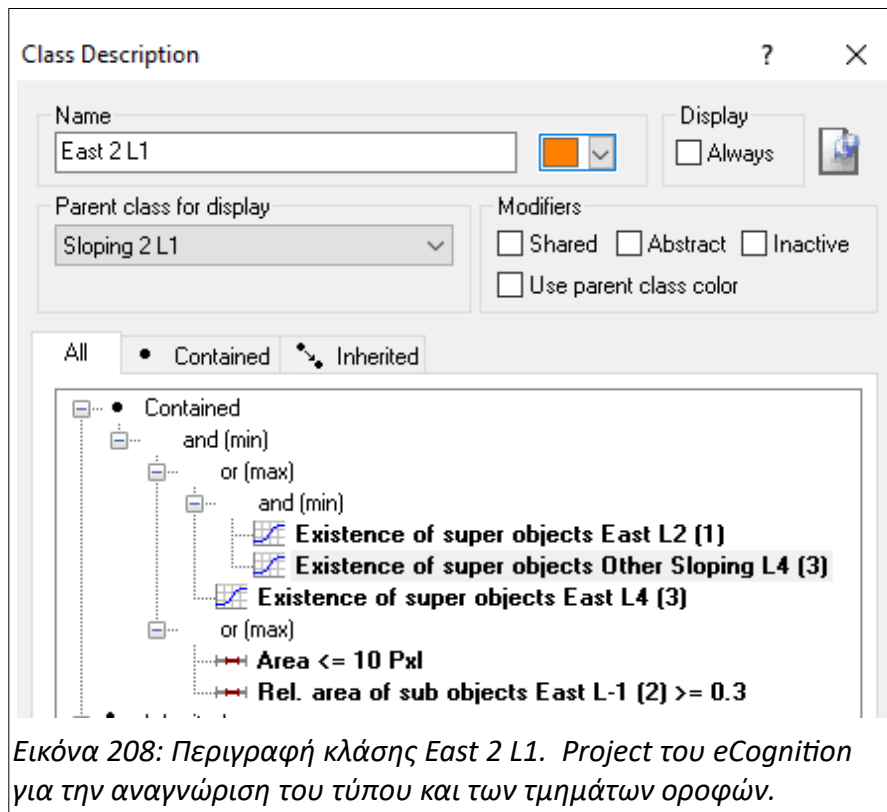 Class Description ?
Name
East 2 L1
Display
Always
Parent class for display
Sloping 2 L1
Modifiers
Shared Abstract Inactive
Use parent class color
All Contained Inherited
Contained
and (min)
or (max)
and (min)
Existence of super objects East L2 (1)
Existence of super objects Other Sloping L4 (3)
Existence of super objects East L4 (3)
or (max)
Area <= 10 Pxl
Rel. area of sub objects East L-1 (2) >= 0.3
Εικόνα 208: Περιγραφή κλάσης East 2 L1. Project του eCognition
για την αναγνώριση του τύπου και των τμημάτων οροφών.